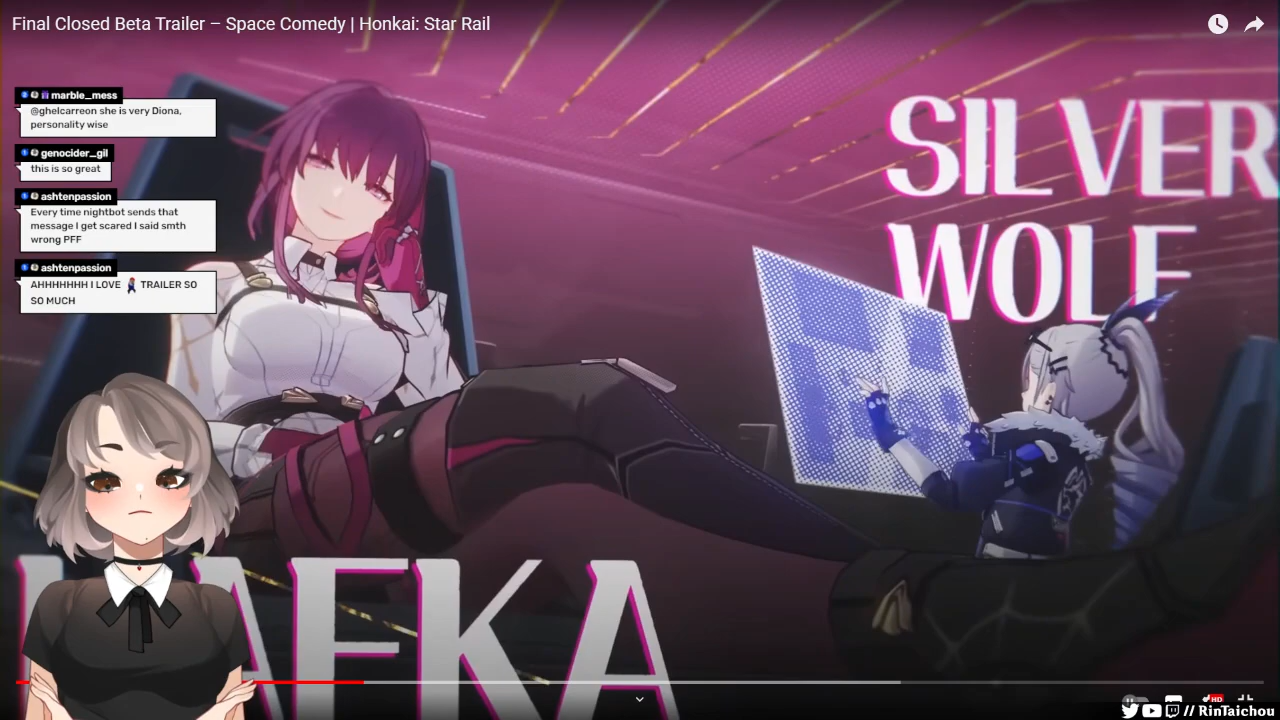 Final Closed Beta Trailer – Space Comedy | Honkai: Star Rail
marble_mess
@ghelcarreon she is very Diona,
personality wise
genocider_gil
this is so great
ashtenpassion
Every time nightbot sends that
message I get scared I said smth
wrong PFF
ashtenpassion
AHHHHHHH I LOVE TRAILER SO
SO MUCH
SILVER
WOLF
KAFKA
HD
// RinTaichou